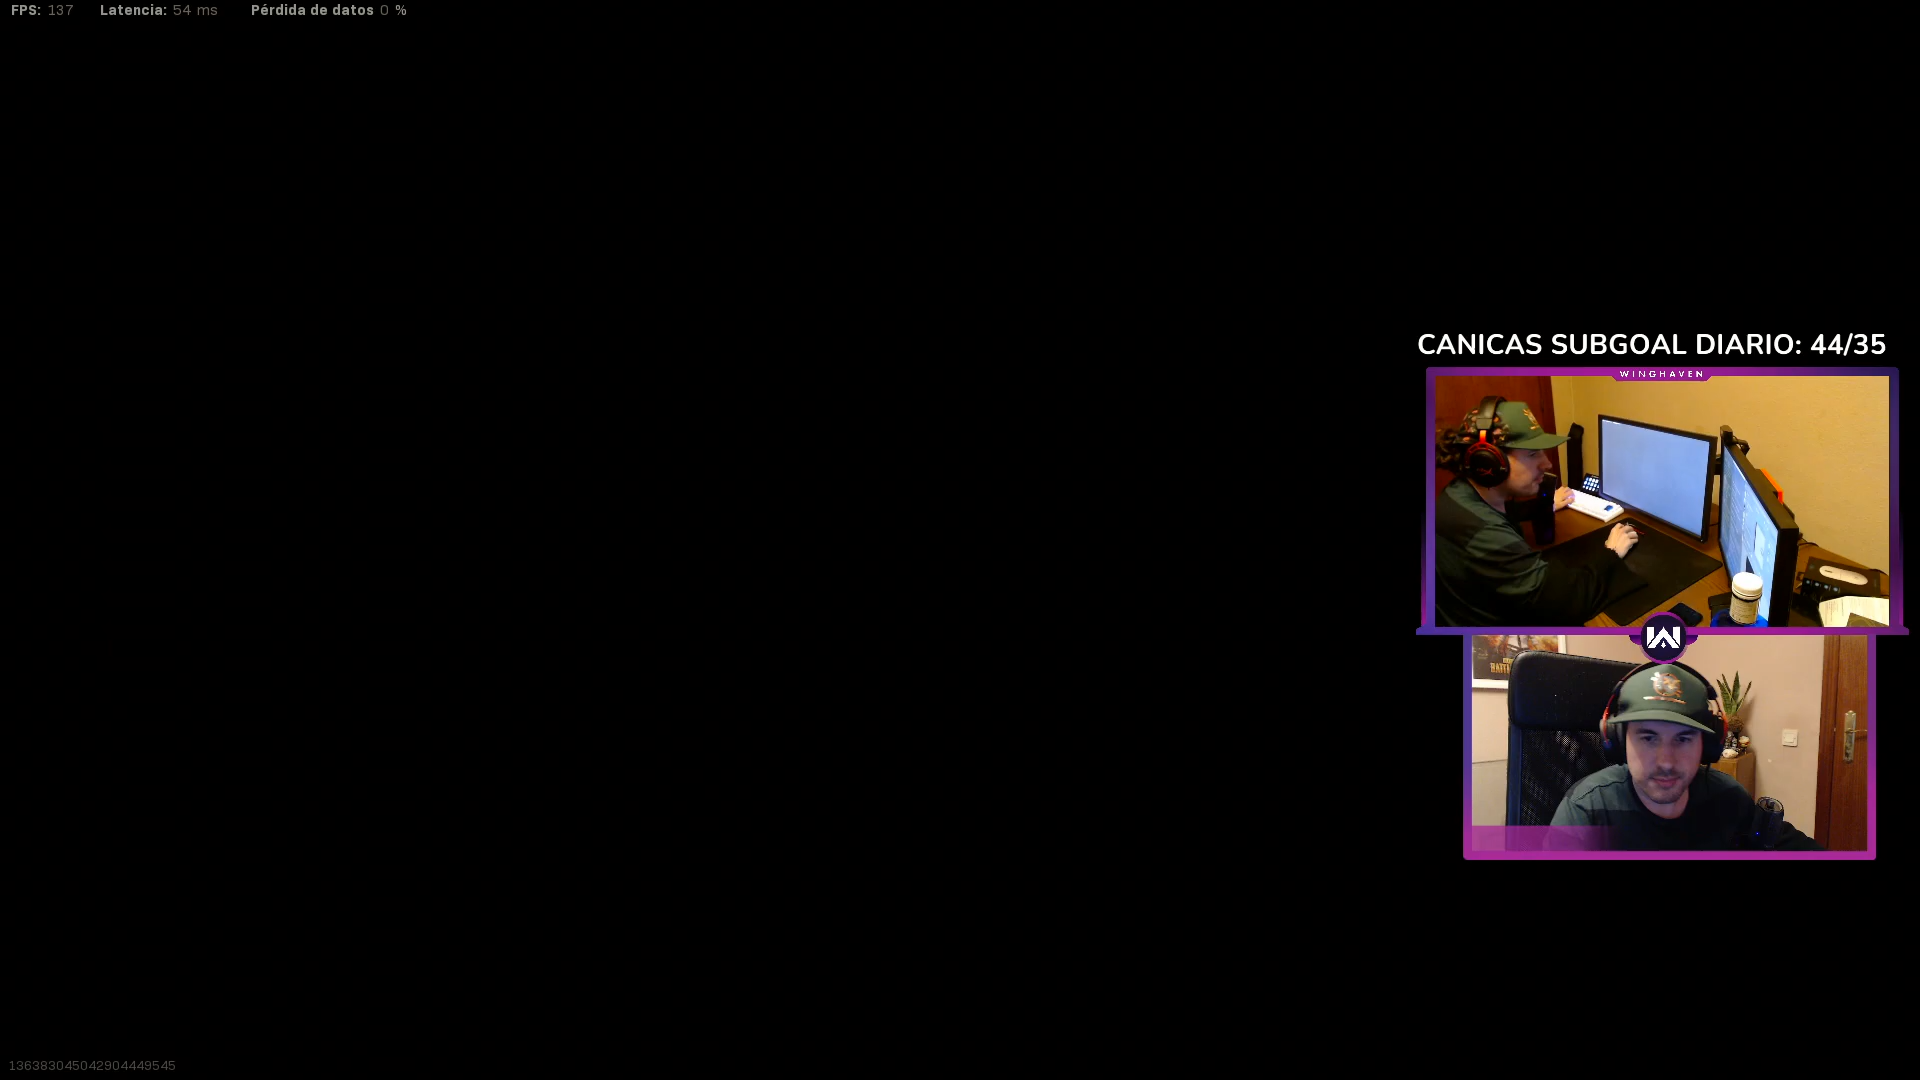 FPS: 137 Latencia: 54 ms Pérdida de datos 0 %
CANICAS SUBGOAL DIARIO: 44/35
WINGHAVEN
136383045042904449545